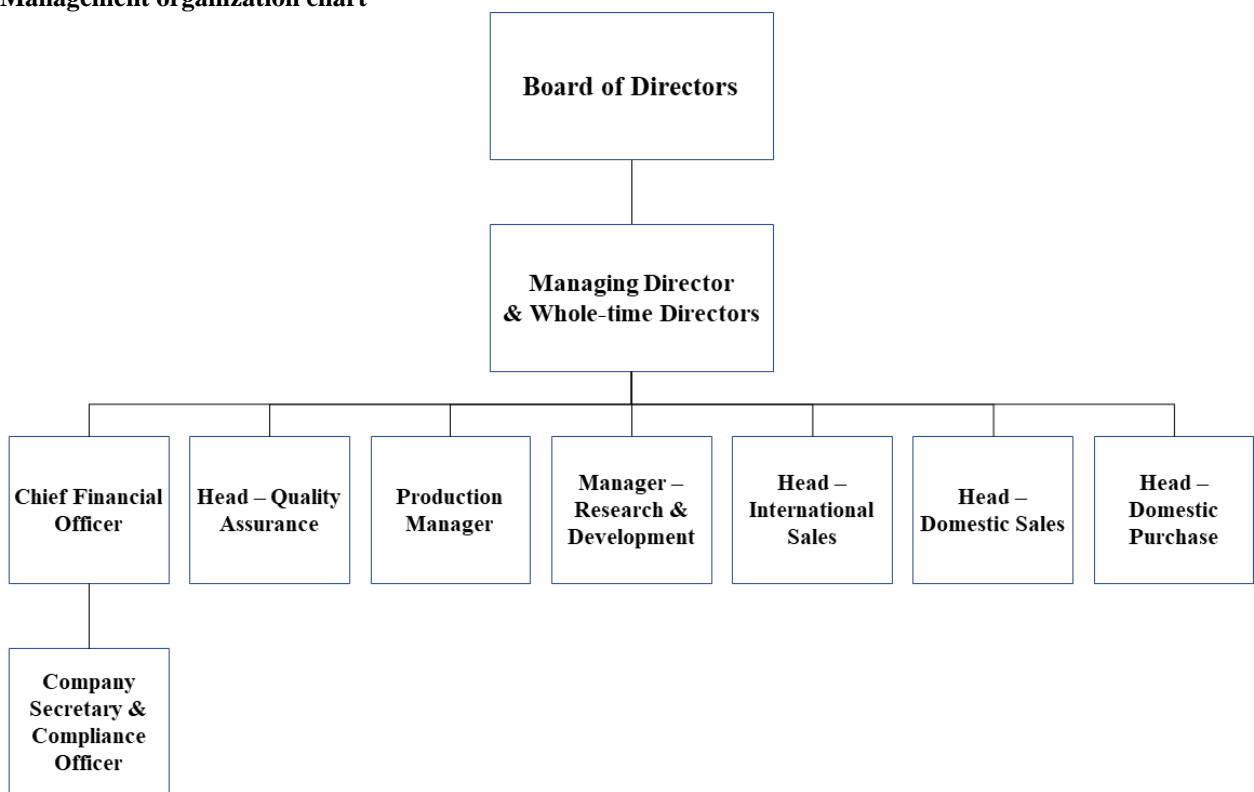 Management organization chart
Board of Directors
Managing Director
& Whole-time Directors
Chief Financial
Officer
Head – Quality
Assurance
Production
Manager
Manager –
Research &
Development
Head –
International
Sales
Head –
Domestic Sales
Head –
Domestic
Purchase
Company
Secretary &
Compliance
Officer